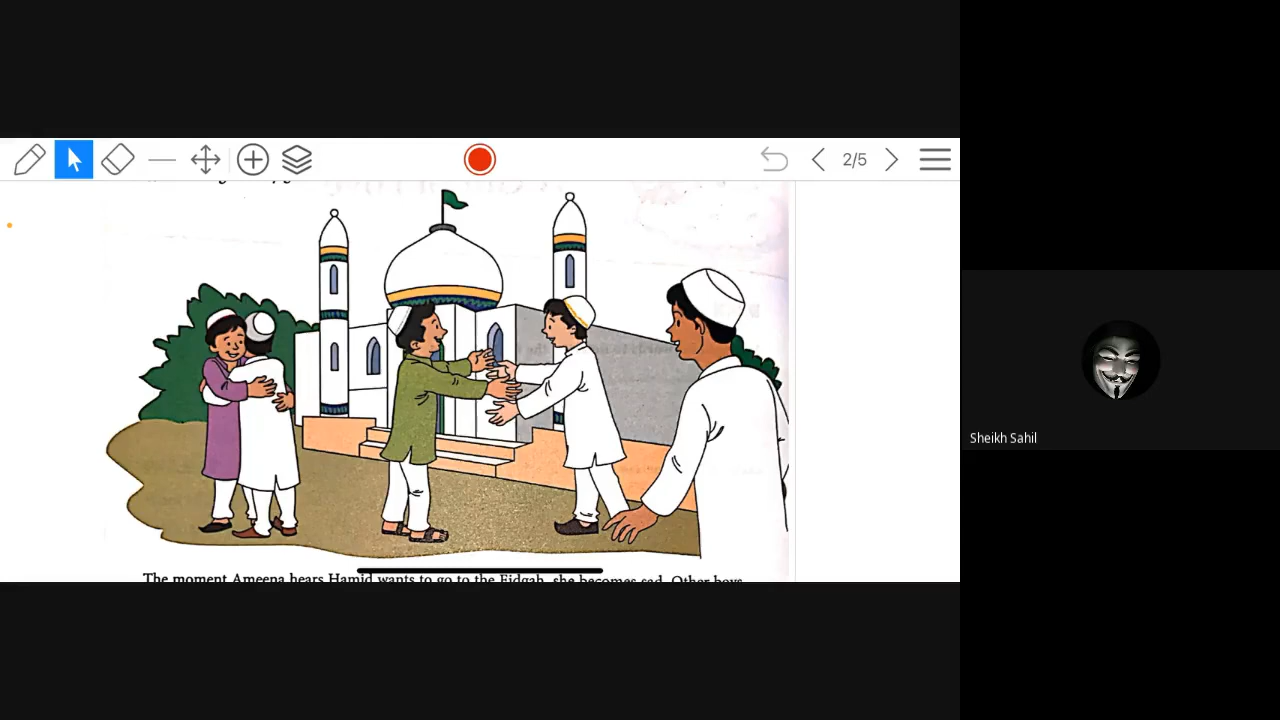 2/5
The moment Ameena hears Hamid wants to go to the Eidgah, she becomes sad. Other boys
Sheikh Sahil